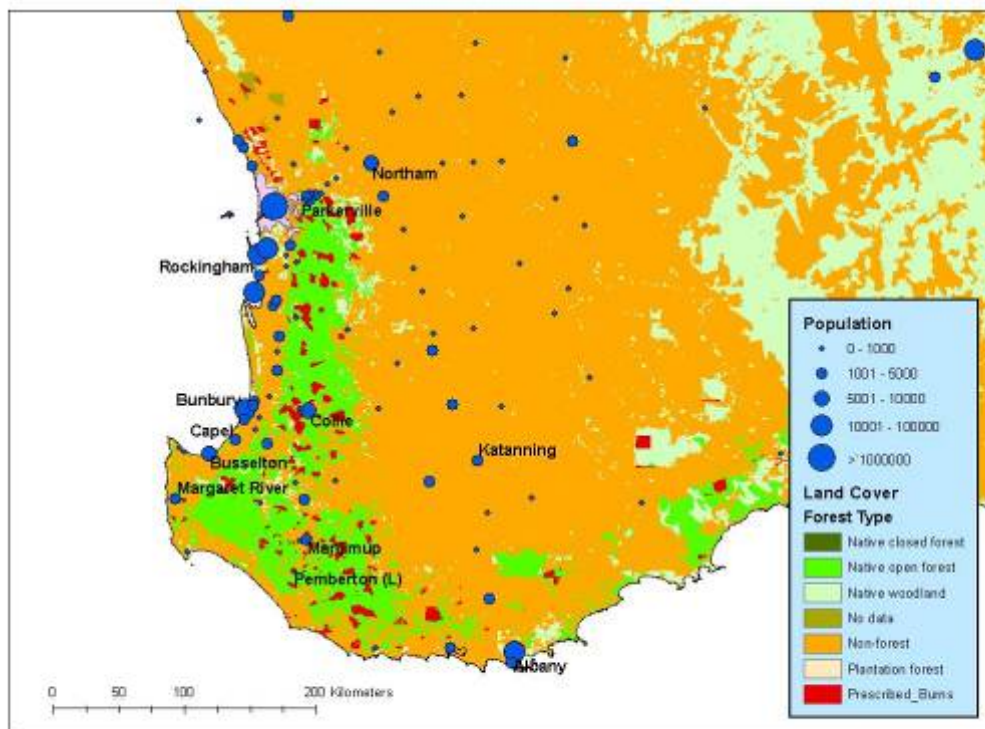 Northam
Parkerville
Rockingham
Bunbury
Collie
Capel
Busselton
Katanning
Margaret River
Manjimup
Pemberton (L)
Albany
0 50 100 200 Kilometers
Population
0 - 1000
1001 - 5000
5001 - 10000
10001 - 100000
>1000000
Land Cover
Forest Type
Native closed forest
Native open forest
Native woodland
No data
Non-forest
Plantation forest
Prescribed_Burns